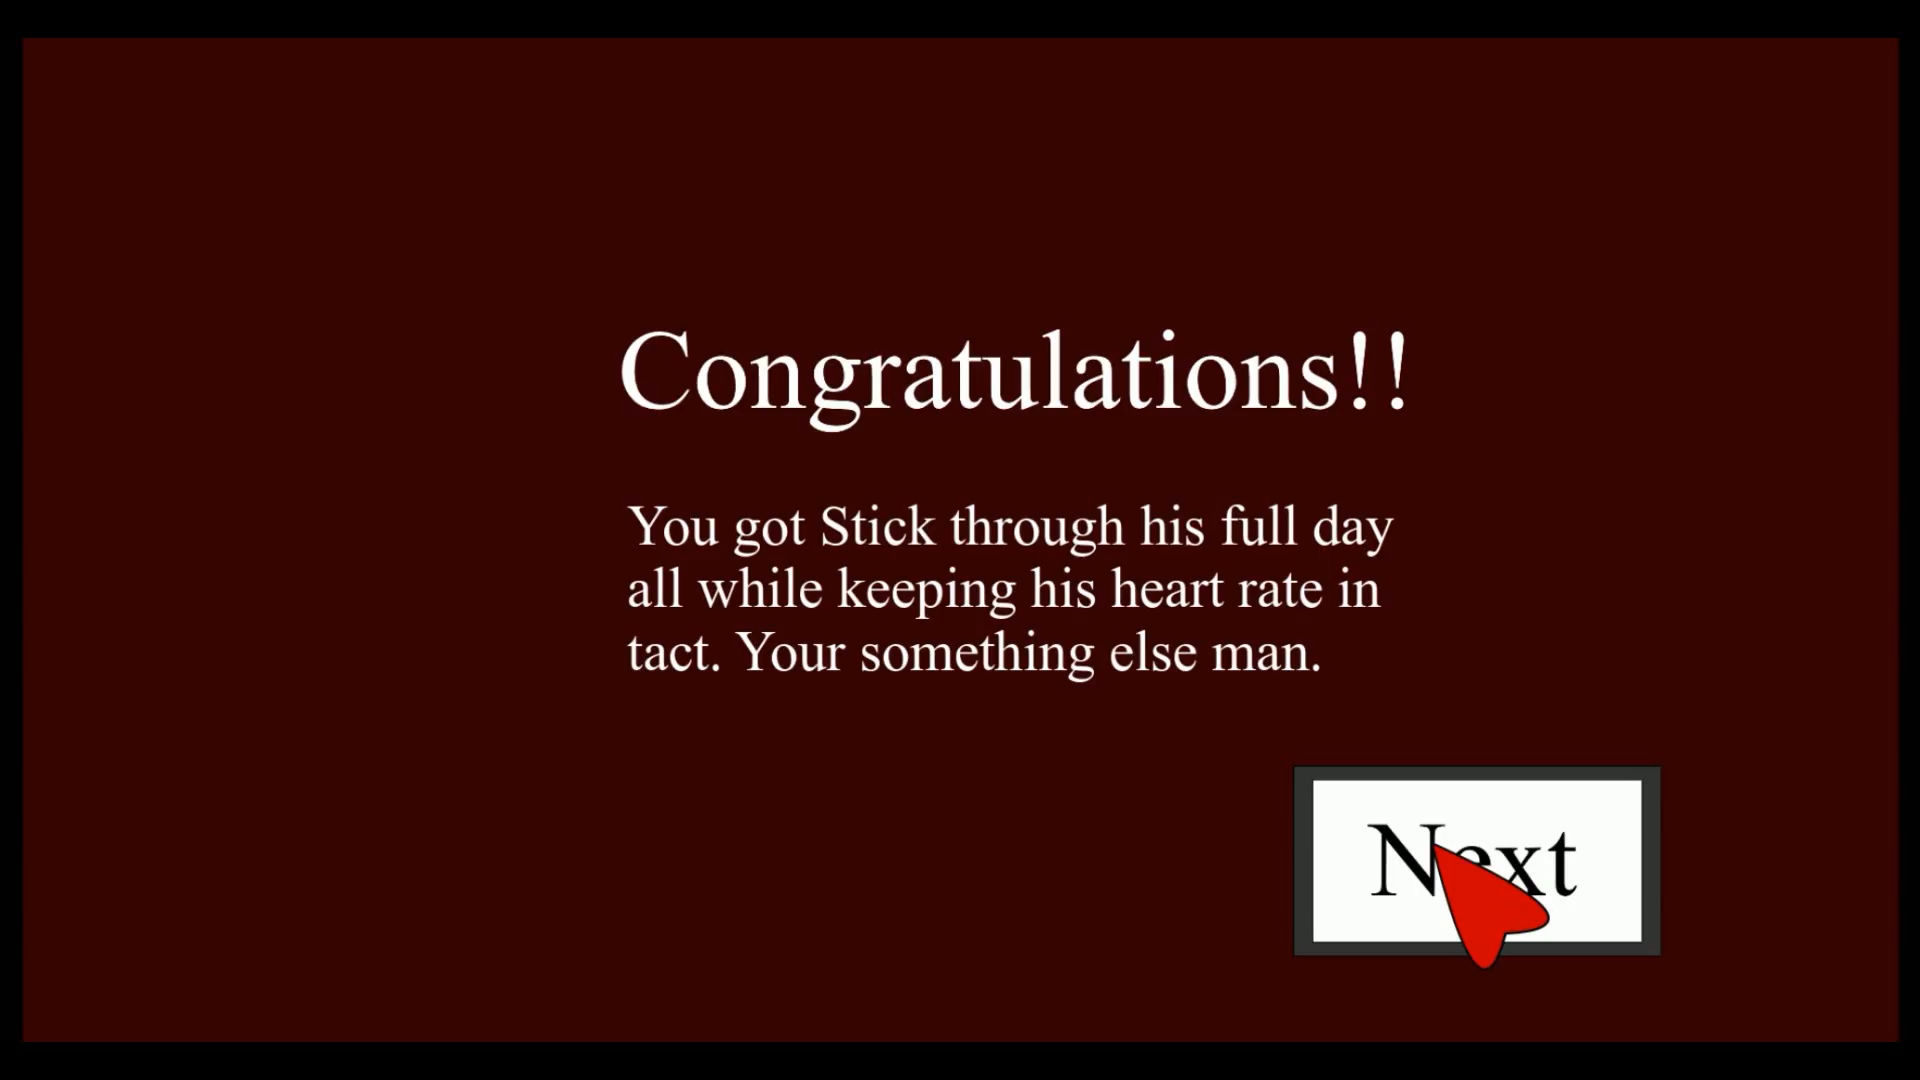 Congratulations!!
You got Stick through his full day
all while keeping his heart rate in
tact. Your something else man.
Next